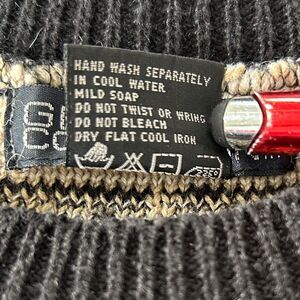 HAND WASH SEPARATELY
IN COOL WATER
MILD SOAP
DO NOT TWIST OR WRING
DO NOT BLEACH
DRY FLAT COOL IRON